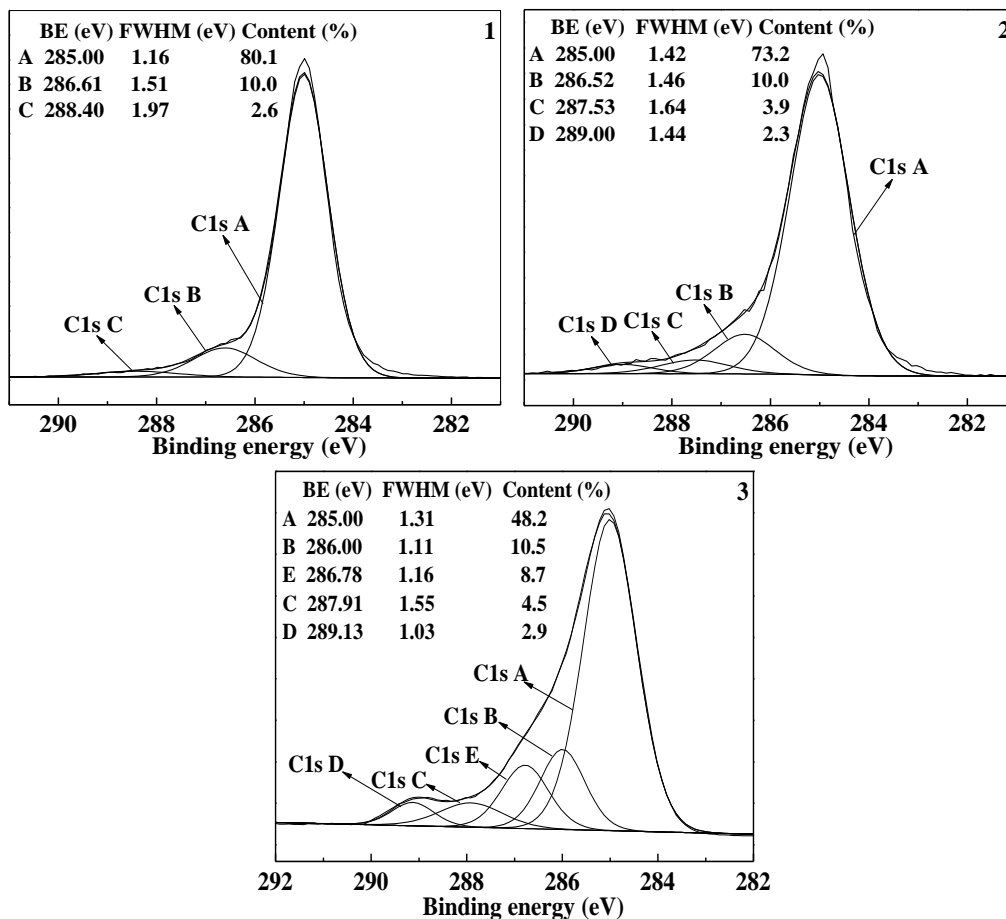 BE (eV) FWHM (eV) Content (%) 1
A 285.00 1.16 80.1
B 286.61 1.51 10.0
C 288.40 1.97 2.6
C1s A
C1s B
C1s C
290 288 286 284 282
Binding energy (eV)
BE (eV) FWHM (eV) Content (%) 2
A 285.00 1.42 73.2
B 286.52 1.46 10.0
C 287.53 1.64 3.9
D 289.00 1.44 2.3
C1s A
C1s B
C1s D C1s C
290 288 286 284 282
Binding energy (eV)
BE (eV) FWHM (eV) Content (%) 3
A 285.00 1.31 48.2
B 286.00 1.11 10.5
E 286.78 1.16 8.7
C 287.91 1.55 4.5
D 289.13 1.03 2.9
C1s A
C1s B
C1s E
C1s D C1s C
292 290 288 286 284 282
Binding energy (eV)